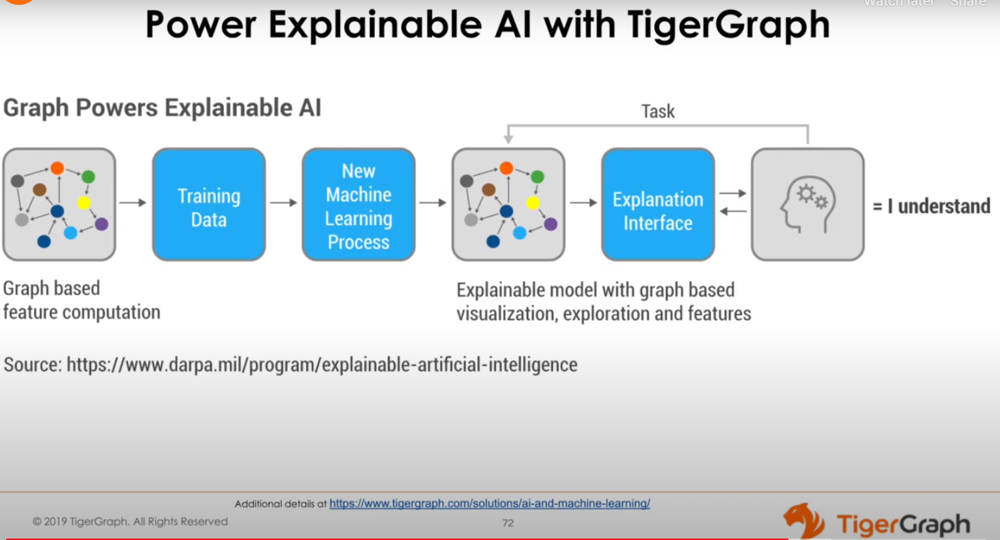 Watch later Share
Power Explainable AI with TigerGraph
Graph Powers Explainable AI
Task
Training
Data
New
Machine
Learning
Process
Explanation
Interface
= I understand
Graph based
feature computation
Explainable model with graph based
visualization, exploration and features
Source: https://www.darpa.mil/program/explainable-artificial-intelligence
Additional details at https://www.tigergraph.com/solutions/ai-and-machine-learning/
© 2019 TigerGraph. All Rights Reserved
72
TigerGraph